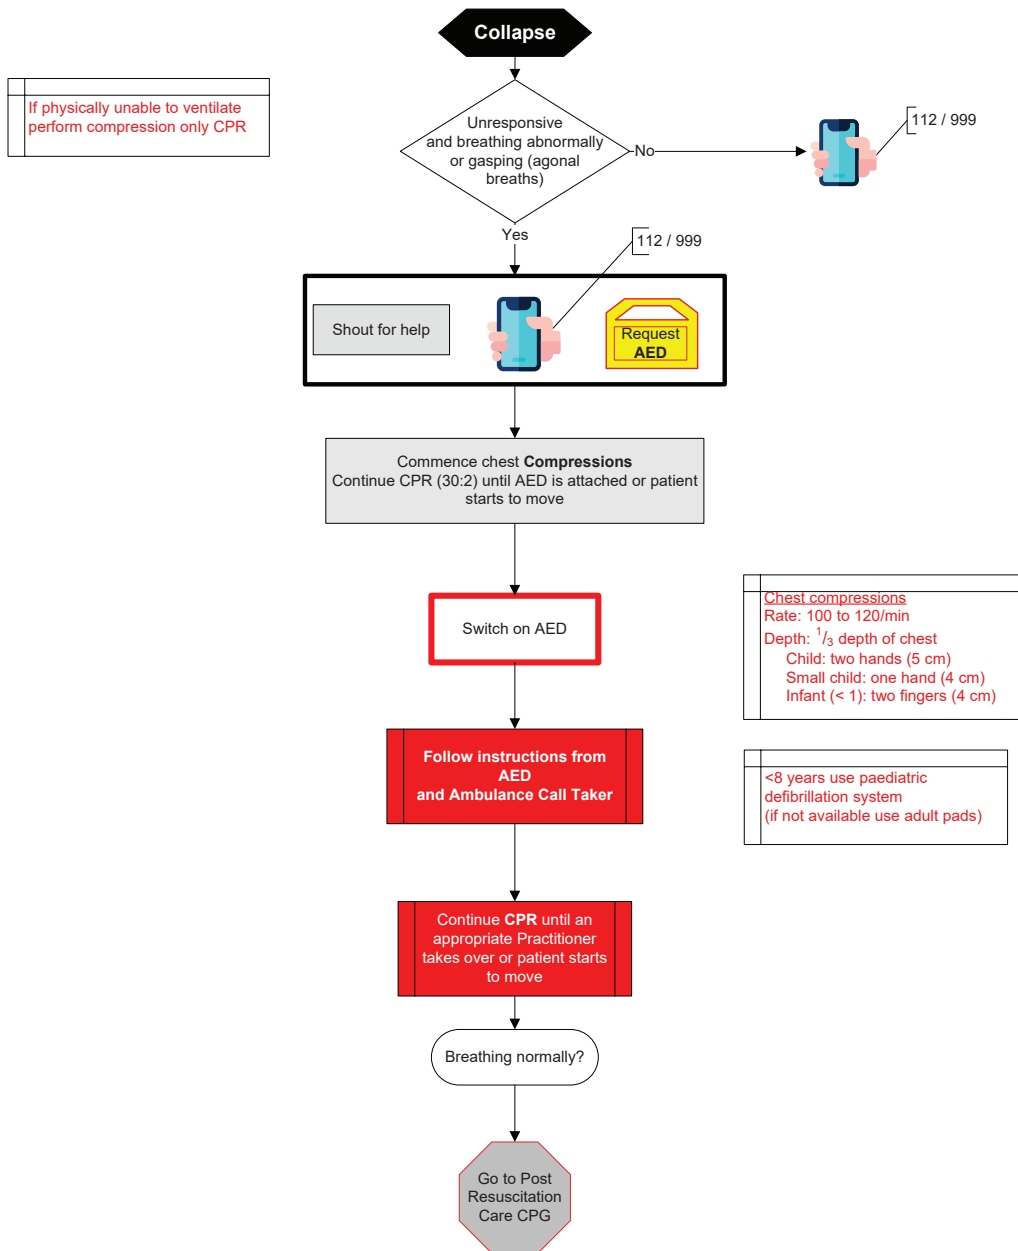 Collapse
If physically unable to ventilate
perform compression only CPR
Unresponsive
and breathing abnormally
or gasping (agonal
breaths)
No
112 / 999
Yes
112 / 999
Shout for help
Request
AED
Commence chest Compressions
Continue CPR (30:2) until AED is attached or patient
starts to move
Switch on AED
Chest compressions
Rate: 100 to 120/min
Depth: 1/3 depth of chest
Child: two hands (5 cm)
Small child: one hand (4 cm)
Infant (< 1): two fingers (4 cm)
Follow instructions from
AED
and Ambulance Call Taker
<8 years use paediatric
defibrillation system
(if not available use adult pads)
Continue CPR until an
appropriate Practitioner
takes over or patient starts
to move
Breathing normally?
Go to Post
Resuscitation
Care CPG